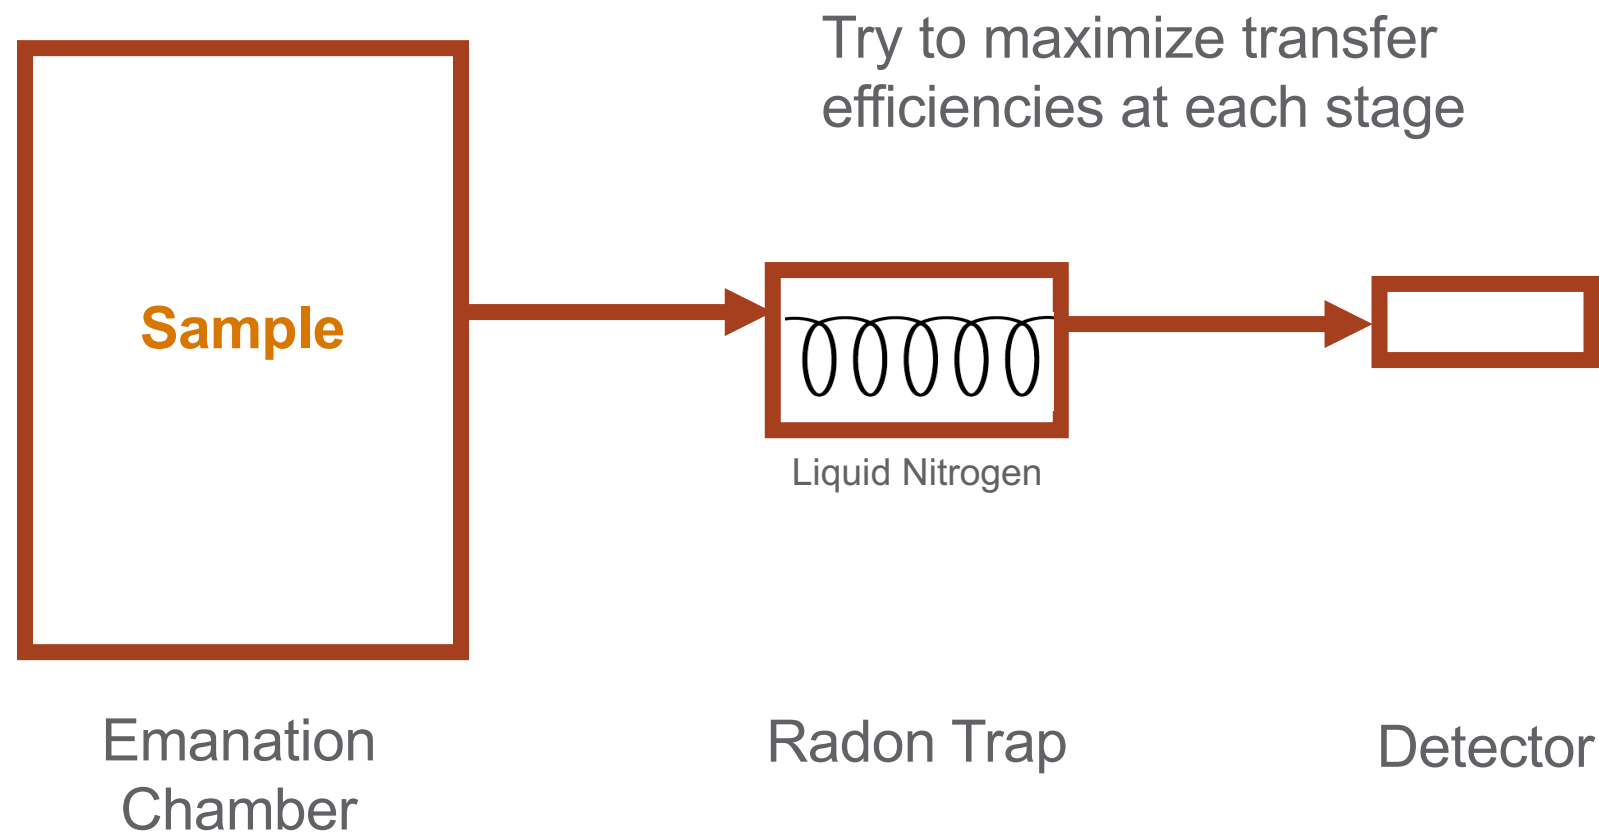 Try to maximize transfer
efficiencies at each stage
Sample
Liquid Nitrogen
Emanation
Chamber
Radon Trap
Detector